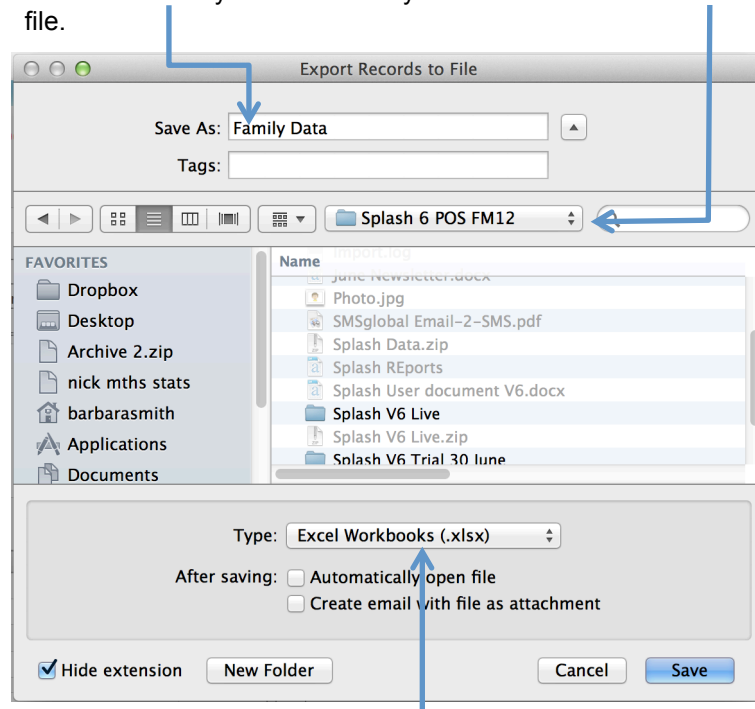 file.
Export Records to File
Save As: Family Data
Tags:
Splash 6 POS FM12
FAVORITES
Dropbox
Desktop
Archive 2.zip
nick mths stats
barbarasmith
Applications
Documents
Name
Import.log
June Newsletter.docx
Photo.jpg
SMSglobal Email-2-SMS.pdf
Splash Data.zip
Splash REports
Splash User document V6.docx
Splash V6 Live
Splash V6 Live.zip
Splash V6 Trial 30 June
Type: Excel Workbooks (.xlsx)
After saving: Automatically open file
Create email with file as attachment
Hide extension New Folder Cancel Save